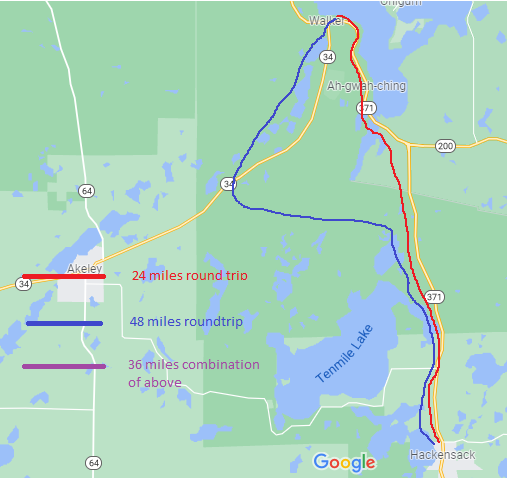 Onigum
Walker
34
Ah-gwah-ching
371
200
34
64
Akeley
34
24 miles round trip
371
48 miles roundtrip
36 miles combination
of above
Tenmile Lake
Hackensack
64
Google